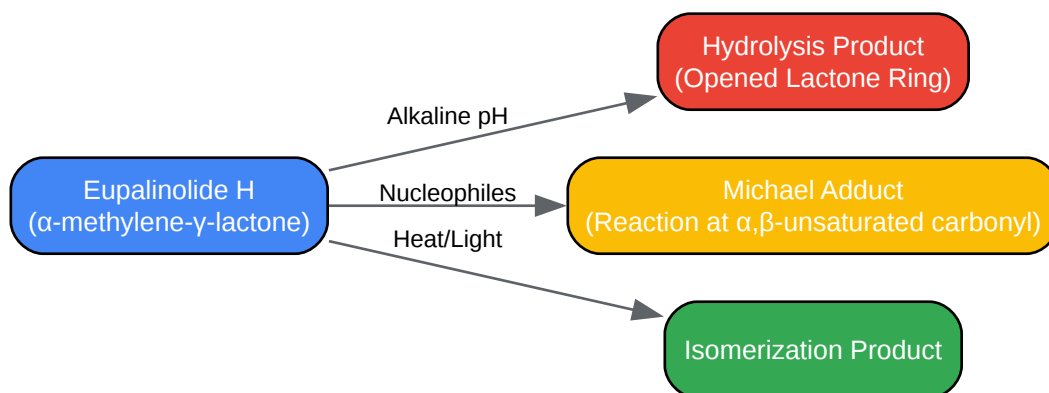 Hydrolysis Product
(Opened Lactone Ring)
Alkaline pH
Eupalinolide H
(α-methylene-γ-lactone)
Nucleophiles
Michael Adduct
(Reaction at α,β-unsaturated carbonyl)
Heat/Light
Isomerization Product